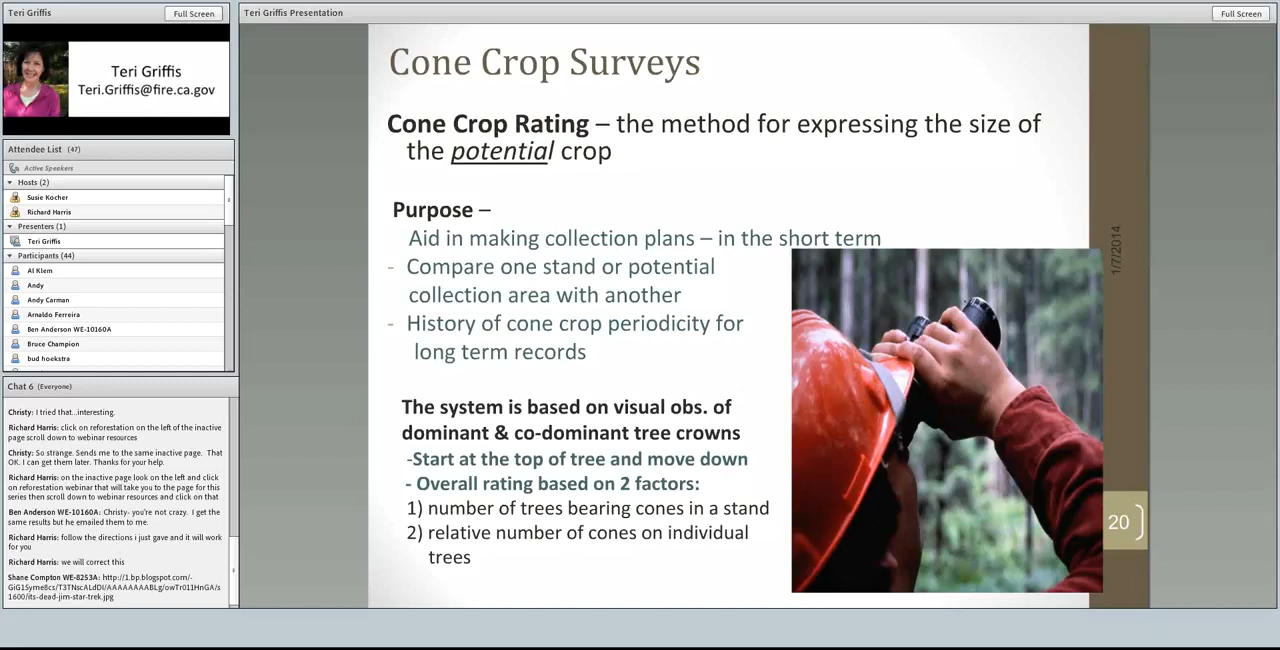 Teri Griffis
Full Screen
Teri Griffis
Teri.Griffis@fire.ca.gov
Attendee List (47)
Active Speakers
Hosts (2)
Susie Kocher
Richard Harris
Presenters (1)
Teri Griffis
Participants (44)
Al Klem
Andy
Andy Carman
Arnaldo Ferreira
Ben Anderson WE-10160A
Bruce Champion
bud hoekstra
Chat 6 (Everyone)
Christy: I tried that...interesting.
Richard Harris: click on reforestation on the left of the inactive
page scroll down to webinar resources
Christy: So strange. Sends me to the same inactive page. That
OK. I can get them later. Thanks for your help.
Richard Harris: on the inactive page look on the left and click
on reforestation webinar that will take you to the page for this
series then scroll down to webinar resources and click on that
Ben Anderson WE-10160A: Christy- you're not crazy. I get the
same results but he emailed them to me.
Richard Harris: follow the directions i just gave and it will work
for you
Richard Harris: we will correct this
Shane Compton WE-8253A: http://1.bp.blogspot.com/-
1600/its-dead-jim-star-trek.jpg
Teri Griffis Presentation
Full Screen
Cone Crop Surveys
Cone Crop Rating – the method for expressing the size of
the potential crop
Purpose –
Aid in making collection plans – in the short term
- Compare one stand or potential
collection area with another
- History of cone crop periodicity for
long term records
The system is based on visual obs. of
dominant & co-dominant tree crowns
-Start at the top of tree and move down
- Overall rating based on 2 factors:
1) number of trees bearing cones in a stand
2) relative number of cones on individual
trees
1/7/2014
20